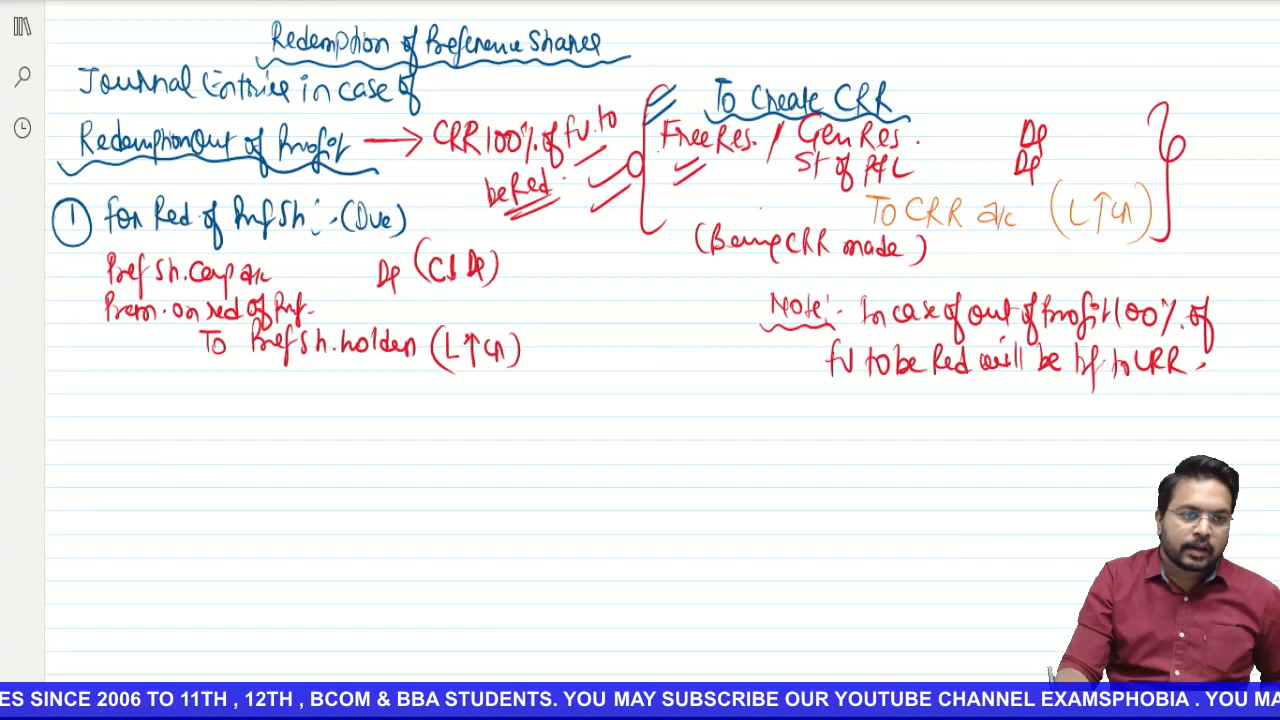 Redemption of Preference Shares
Journal Entries in case of
Redemption Out of Profit → CRR 100% of FV. to
be Red.
① for Red of Pref Sh :- (Due)
Pref Sh. Cap a/c Dr (C↓ Dr)
Prem. on red of Pref.
To Pref Sh. holder (L↑Cr)
To Create CRR
Free Res. / Gen Res. Dr
St of P&L Dr
To CRR a/c (L↑Cr)
(Being CRR made)
Note:- In case of out of Profit 100% of
FV to be Red will be tf. to CRR.
ES SINCE 2006 TO 11TH , 12TH , BCOM & BBA STUDENTS. YOU MAY SUBSCRIBE OUR YOUTUBE CHANNEL EXAMSPHOBIA . YOU MA